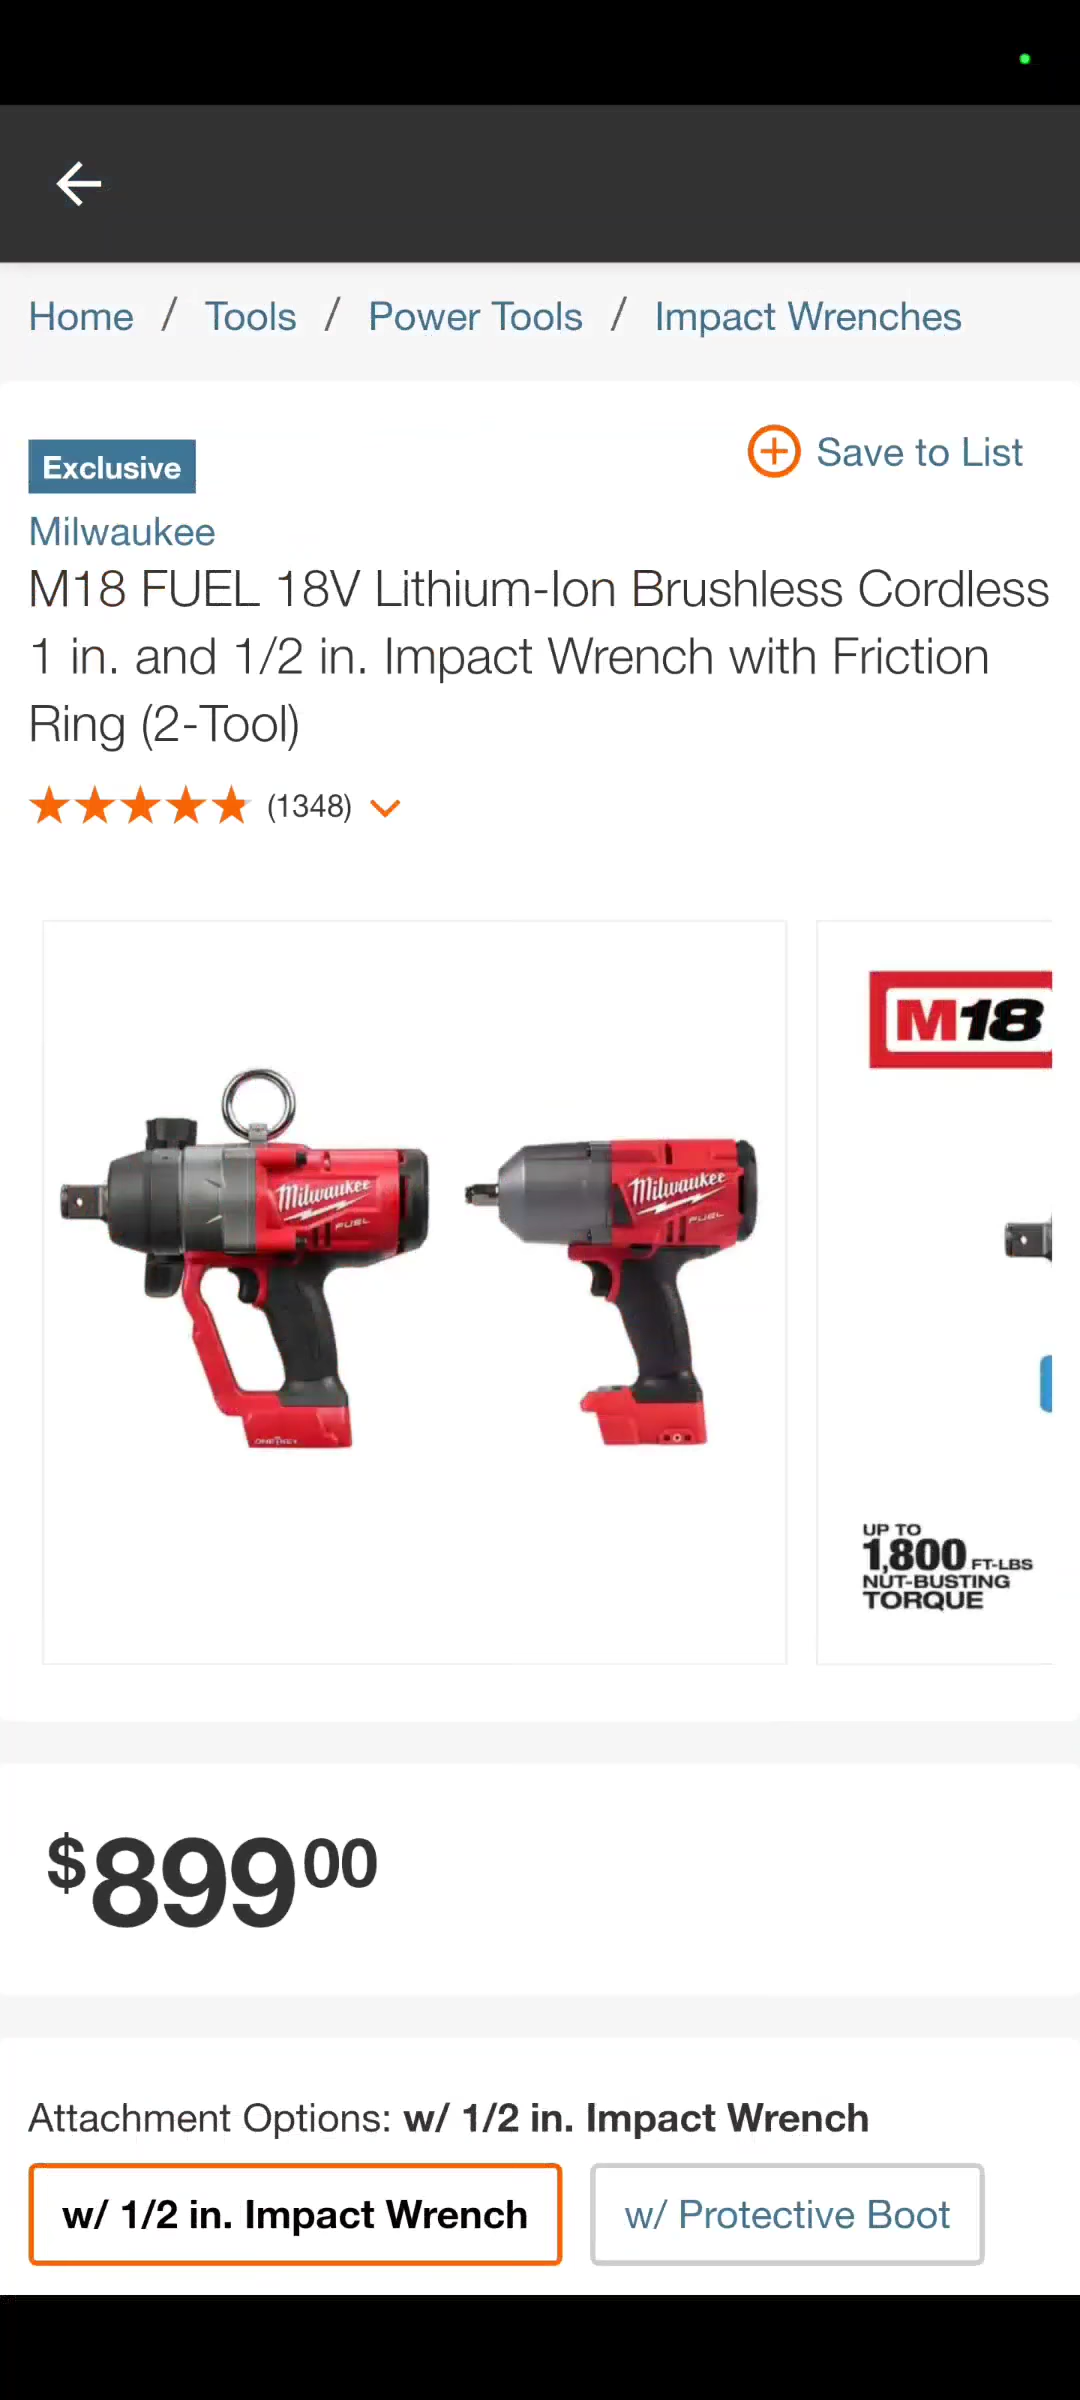 Home / Tools / Power Tools / Impact Wrenches
Exclusive
Save to List
Milwaukee
M18 FUEL 18V Lithium-Ion Brushless Cordless
1 in. and 1/2 in. Impact Wrench with Friction
Ring (2-Tool)
(1348)
Milwaukee
FUEL
ONE-KEY
Milwaukee
FUEL
M18
UP TO
1,800 FT-LBS
NUT-BUSTING
TORQUE
$899 00
Attachment Options: w/ 1/2 in. Impact Wrench
w/ 1/2 in. Impact Wrench
w/ Protective Boot